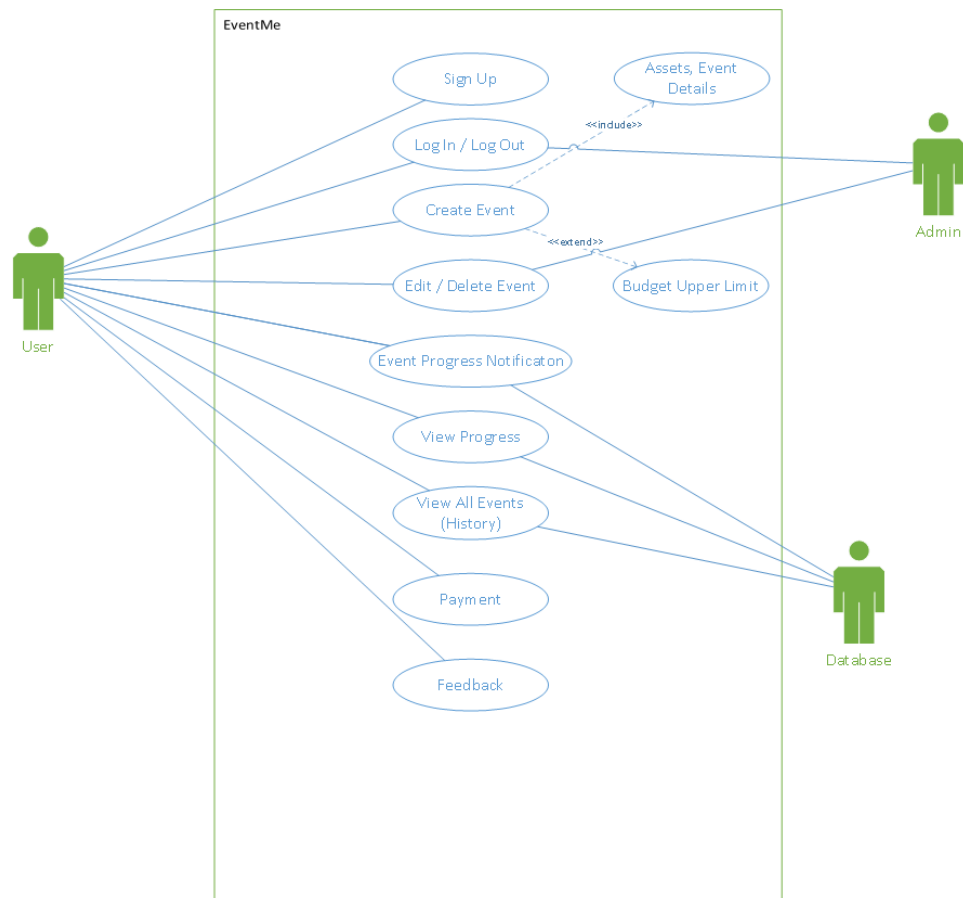 EventMe
Sign Up
Assets, Event
Details
<<include>>
Log In / Log Out
Create Event
Admin
<<extend>>
Edit / Delete Event
Budget Upper Limit
User
Event Progress Notificaton
View Progress
View All Events
(History)
Payment
Database
Feedback